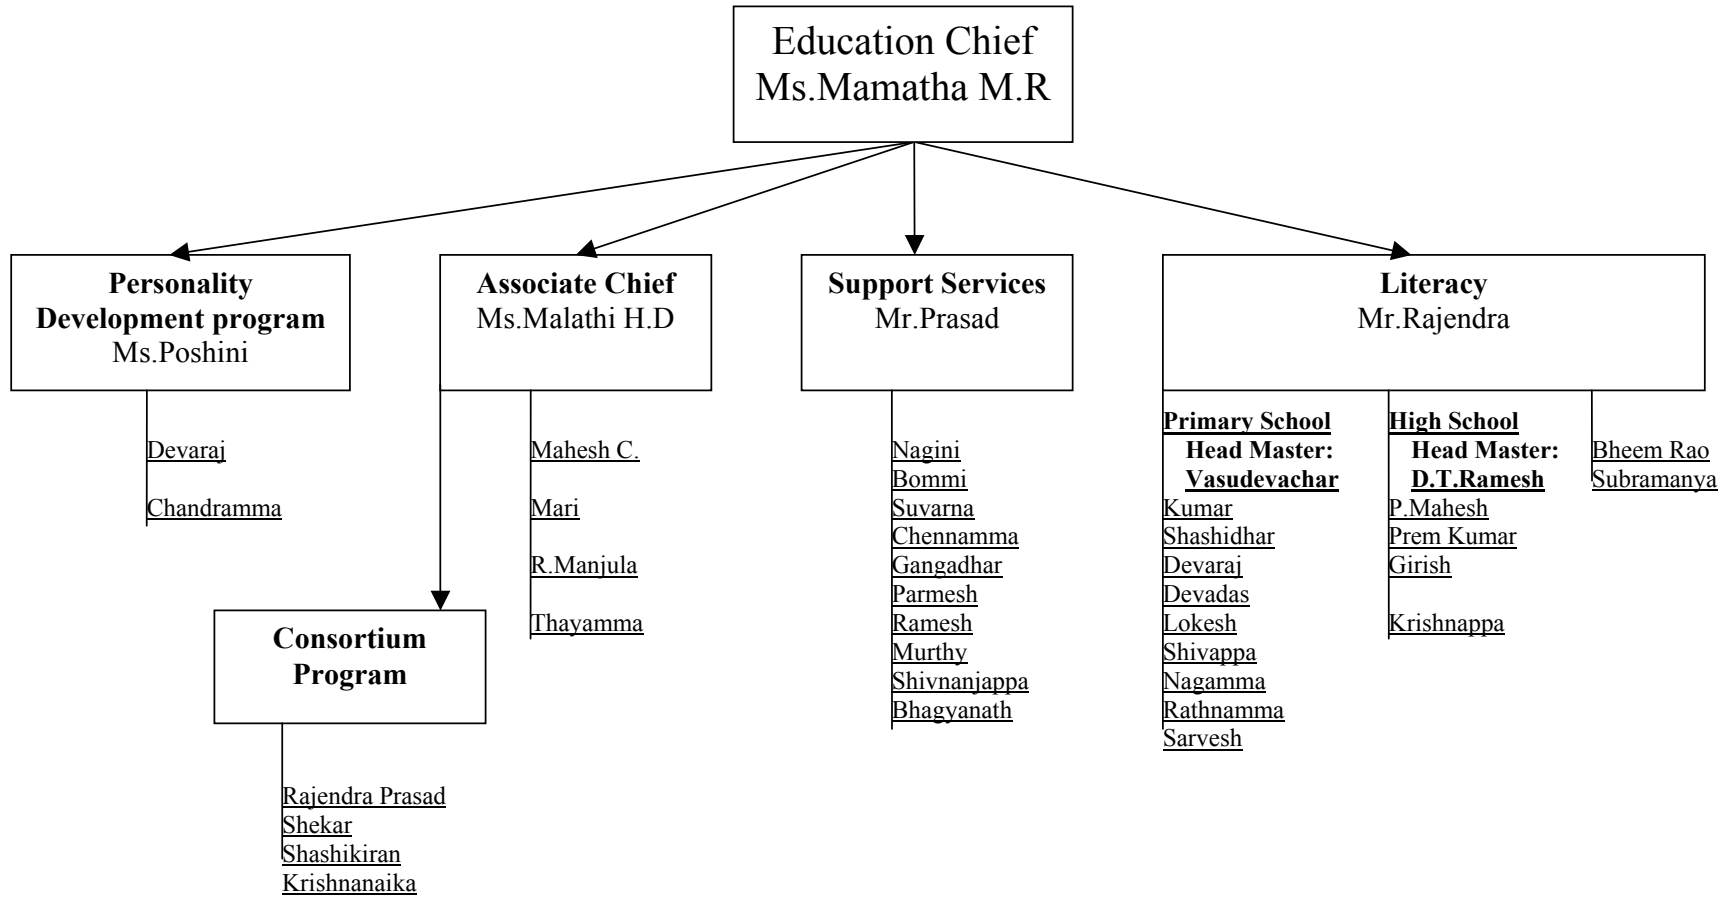 Education Chief
Ms.Mamatha M.R
Personality
Development program
Ms.Poshini
Associate Chief
Ms.Malathi H.D
Support Services
Mr.Prasad
Literacy
Mr.Rajendra
Devaraj
Chandramma
Mahesh C.
Mari
R.Manjula
Thayamma
Consortium
Program
Rajendra Prasad
Shekar
Shashikiran
Krishnanaika
Nagini
Bommi
Suvarna
Chennamma
Gangadhar
Parmesh
Ramesh
Murthy
Shivnanjappa
Bhagyanath
Primary School
Head Master:
Vasudevachar
Kumar
Shashidhar
Devaraj
Devadas
Lokesh
Shivappa
Nagamma
Rathnamma
Sarvesh
High School
Head Master:
D.T.Ramesh
P.Mahesh
Prem Kumar
Girish
Krishnappa
Bheem Rao
Subramanya